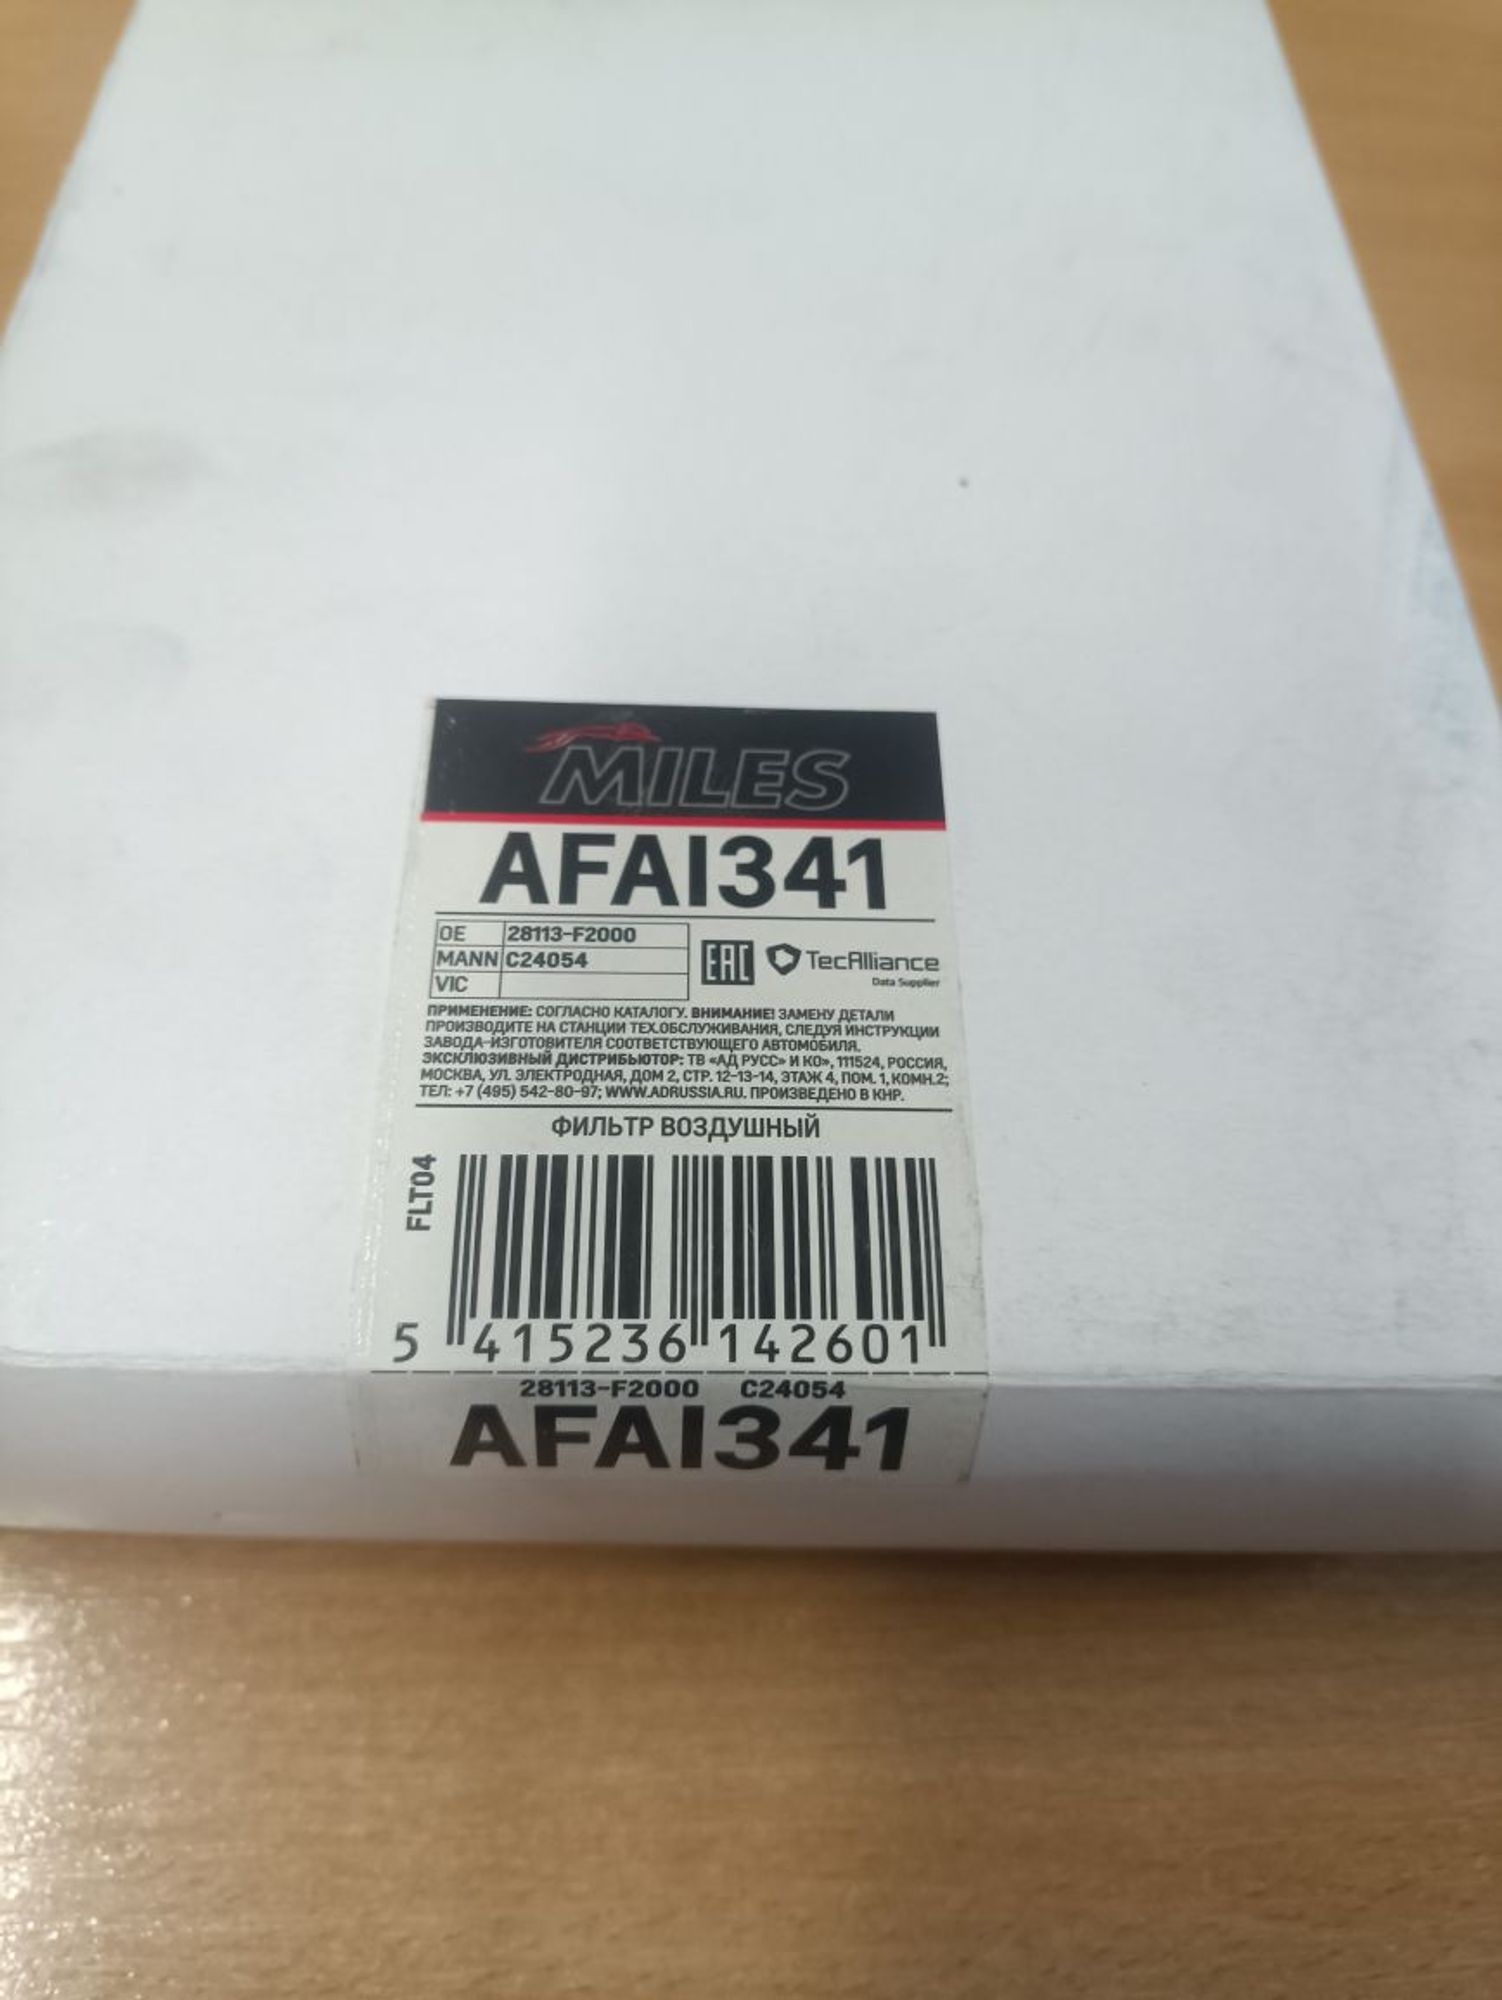 MILES
AFAI341
OE 28113-F2000
MANN C24054
VIC
EAC TecAlliance
Data Supplier
ПРИМЕНЕНИЕ: СОГЛАСНО КАТАЛОГУ. ВНИМАНИЕ! ЗАМЕНУ ДЕТАЛИ
ПРОИЗВОДИТЕ НА СТАНЦИИ ТЕХ.ОБСЛУЖИВАНИЯ, СЛЕДУЯ ИНСТРУКЦИИ
ЗАВОДА-ИЗГОТОВИТЕЛЯ СООТВЕТСТВУЮЩЕГО АВТОМОБИЛЯ.
ЭКСКЛЮЗИВНЫЙ ДИСТРИБЬЮТОР: ТВ «АД РУСС» И КО», 111524, РОССИЯ,
МОСКВА, УЛ. ЭЛЕКТРОДНАЯ, ДОМ 2, СТР. 12-13-14, ЭТАЖ 4, ПОМ. 1, КОМН.2;
ТЕЛ: +7 (495) 542-80-97; WWW.ADRUSSIA.RU. ПРОИЗВЕДЕНО В КНР.
ФИЛЬТР ВОЗДУШНЫЙ
FLT04
5 415236 142601
28113-F2000 C24054
AFAI341